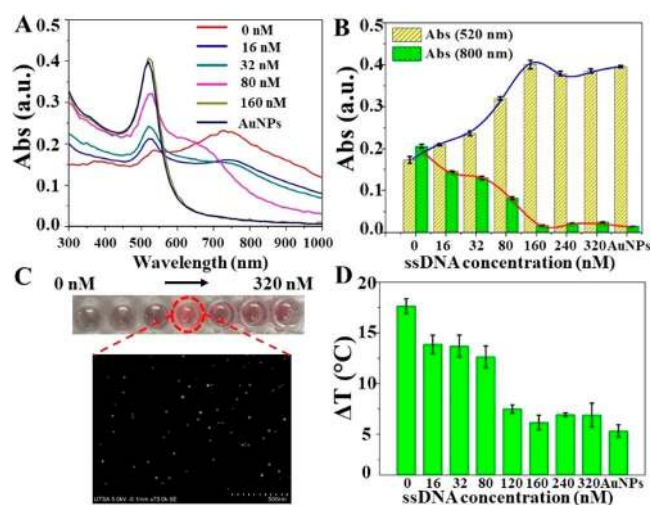 A
0 nM
16 nM
32 nM
80 nM
160 nM
AuNPs
Abs (a.u.)
0.5
0.4
0.3
0.2
0.1
0.0
300 400 500 600 700 800 900 1000
Wavelength (nm)
B
Abs (520 nm)
Abs (800 nm)
Abs (a.u.)
0.5
0.4
0.3
0.2
0.1
0.0
0 16 32 80 160 240 320 AuNPs
ssDNA concentration (nM)
C
0 nM 320 nM
500nm
D
ΔT (°C)
20
15
10
5
0
0 16 32 80 120 160 240 320 AuNPs
ssDNA concentration (nM)